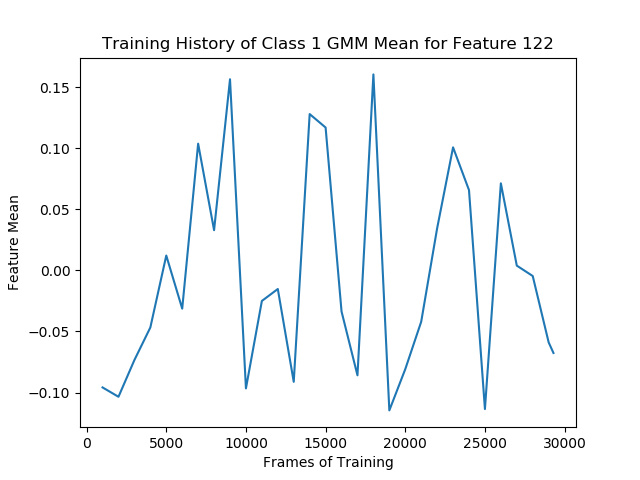 Training History of Class 1 GMM Mean for Feature 122
0.15
0.10
0.05
0.00
−0.05
−0.10
Feature Mean
0 5000 10000 15000 20000 25000 30000
Frames of Training